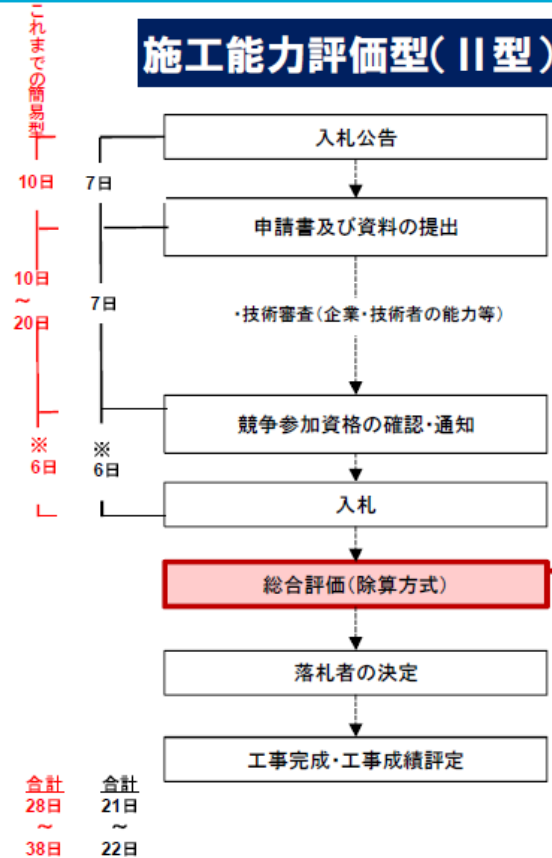 これまでの簡易型
施工能力評価型(Ⅱ型)
入札公告
10日
7日
申請書及び資料の提出
10日
~
20日
7日
・技術審査(企業・技術者の能力等)
競争参加資格の確認・通知
※
6日
※
6日
入札
総合評価(除算方式)
落札者の決定
工事完成・工事成績評定
合計
28日
~
38日
合計
21日
~
22日